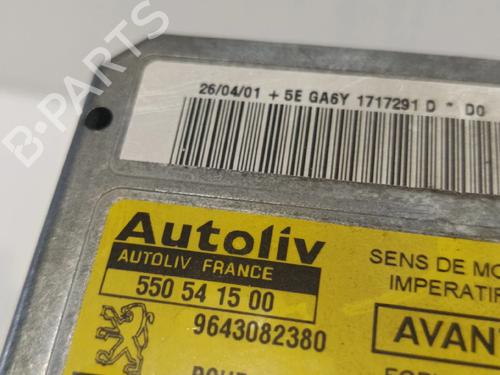 B-PARTS
26/04/01 + 5E GA6Y 1717291 D * D0
Autoliv
AUTOLIV FRANCE
550 54 15 00
9643082380
SENS DE MO
IMPERATIF
AVANT